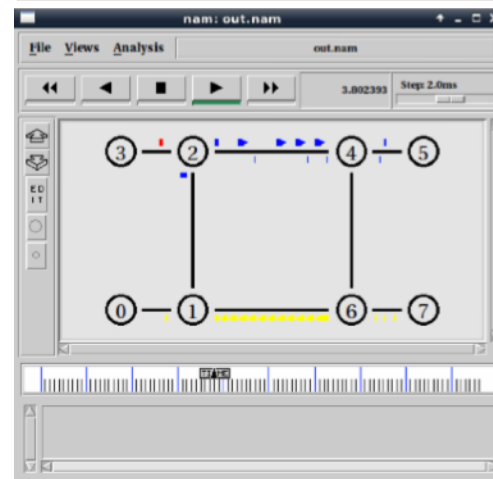 nam: out.nam
File Views Analysis out.nam
3.802393 Step: 2.0ms
ED
IT
3 2 4 5
0 1 6 7
TIME